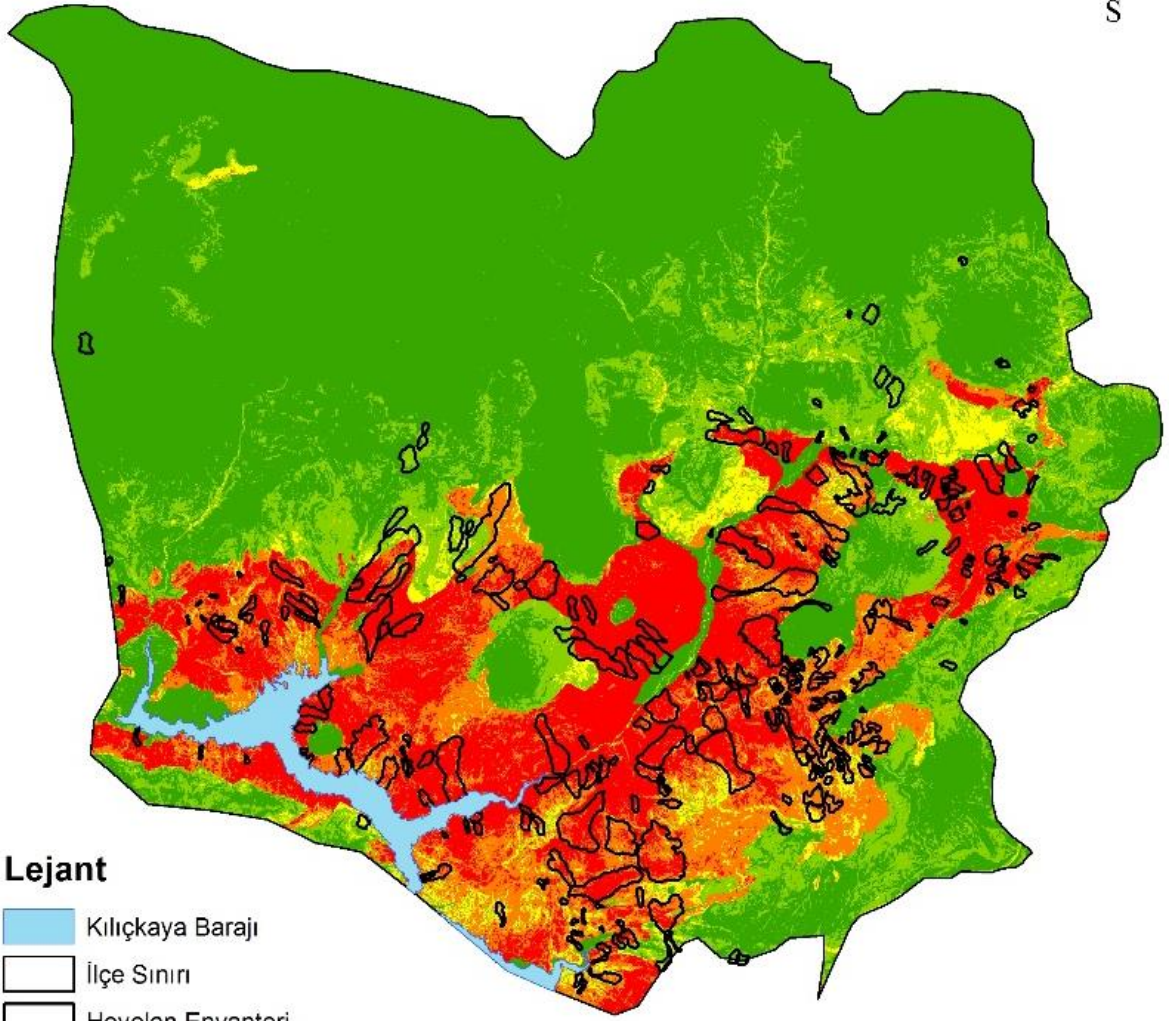 S
Lejant
Kılıçkaya Barajı
İlçe Sınırı
Heyelan Envanteri